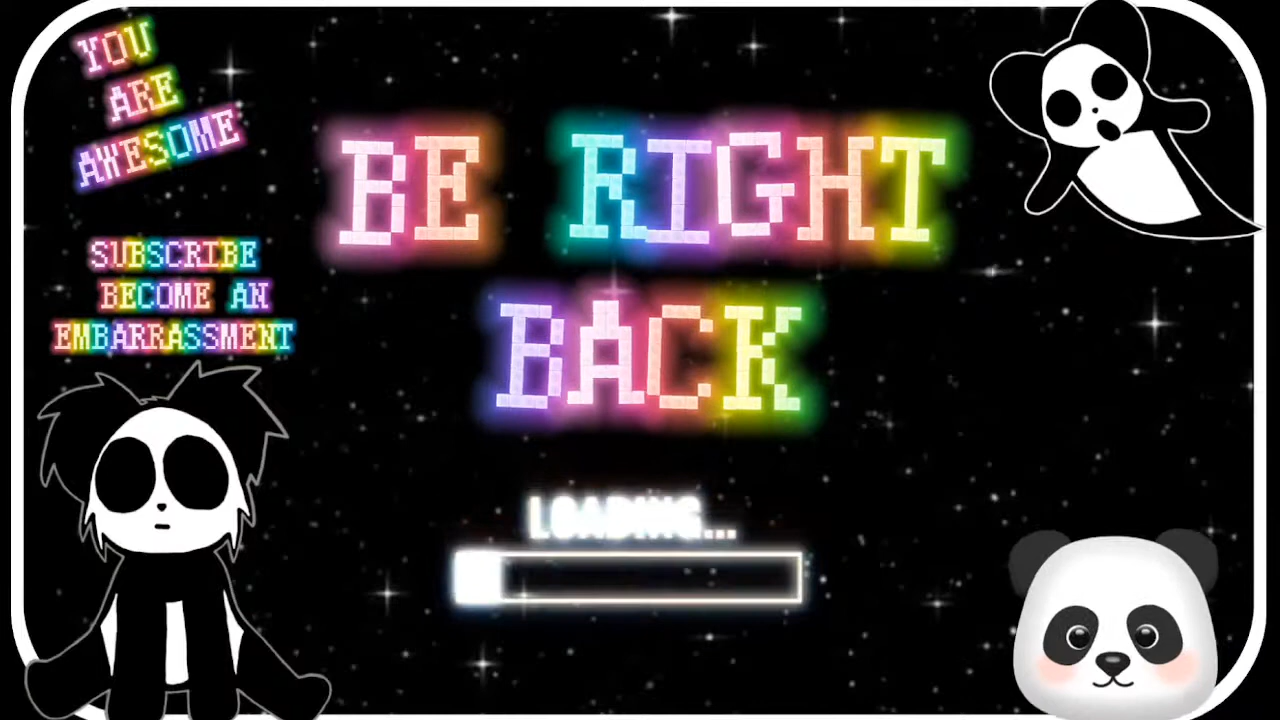 YOU
ARE
AWESOME
SUBSCRIBE
BECOME AN
EMBARRASSMENT
BE RIGHT
BACK
LOADING...